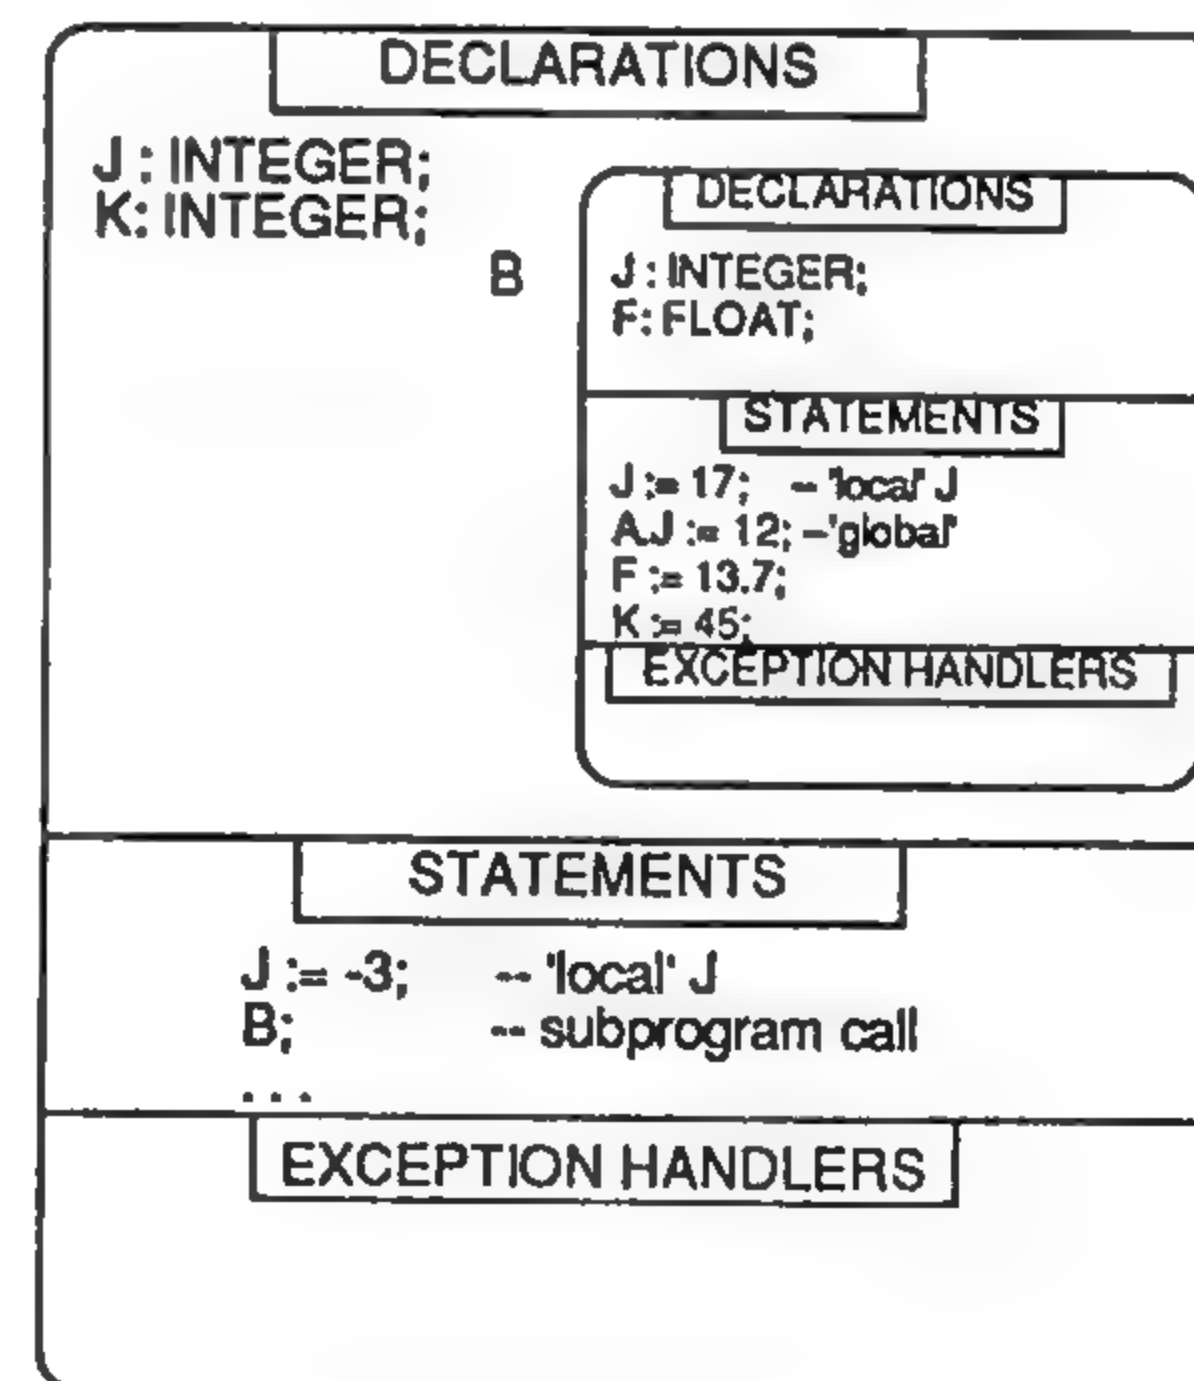 DECLARATIONS
J : INTEGER;
K: INTEGER;
B
DECLARATIONS
J : INTEGER;
F: FLOAT;
STATEMENTS
J := 17; -- 'local' J
A.J := 12; --'global'
F := 13.7;
K := 45;
EXCEPTION HANDLERS
STATEMENTS
J := -3; -- 'local' J
B; -- subprogram call
. . .
EXCEPTION HANDLERS